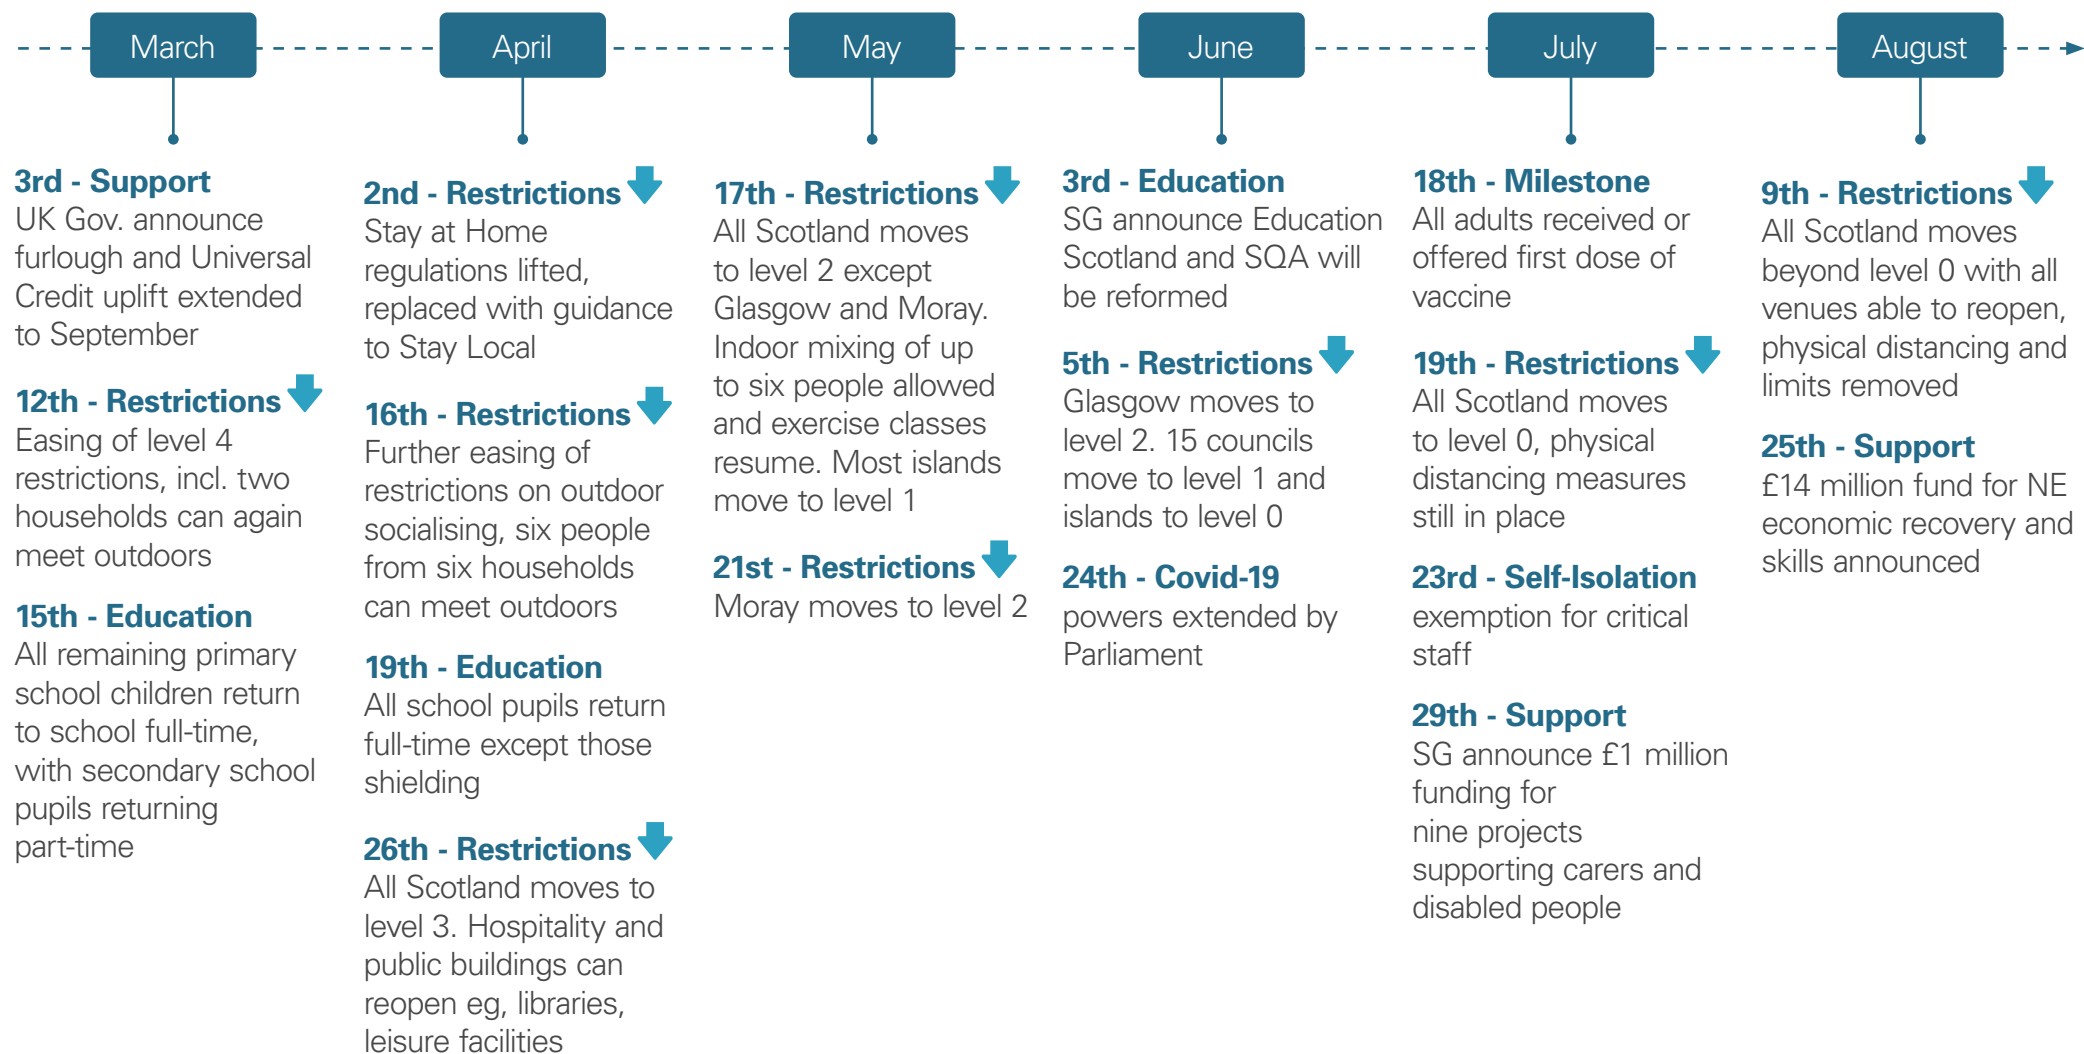 March
April
May
June
July
August
3rd - Support
UK Gov. announce
furlough and Universal
Credit uplift extended
to September
12th - Restrictions
Easing of level 4
restrictions, incl. two
households can again
meet outdoors
15th - Education
All remaining primary
school children return
to school full-time,
with secondary school
pupils returning
part-time
2nd - Restrictions
Stay at Home
regulations lifted,
replaced with guidance
to Stay Local
16th - Restrictions
Further easing of
restrictions on outdoor
socialising, six people
from six households
can meet outdoors
19th - Education
All school pupils return
full-time except those
shielding
26th - Restrictions
All Scotland moves to
level 3. Hospitality and
public buildings can
reopen eg, libraries,
leisure facilities
17th - Restrictions
All Scotland moves
to level 2 except
Glasgow and Moray.
Indoor mixing of up
to six people allowed
and exercise classes
resume. Most islands
move to level 1
21st - Restrictions
Moray moves to level 2
3rd - Education
SG announce Education
Scotland and SQA will
be reformed
5th - Restrictions
Glasgow moves to
level 2. 15 councils
move to level 1 and
islands to level 0
24th - Covid-19
powers extended by
Parliament
18th - Milestone
All adults received or
offered first dose of
vaccine
19th - Restrictions
All Scotland moves
to level 0, physical
distancing measures
still in place
23rd - Self-Isolation
exemption for critical
staff
29th - Support
SG announce £1 million
funding for
nine projects
supporting carers and
disabled people
9th - Restrictions
All Scotland moves
beyond level 0 with all
venues able to reopen,
physical distancing and
limits removed
25th - Support
£14 million fund for NE
economic recovery and
skills announced